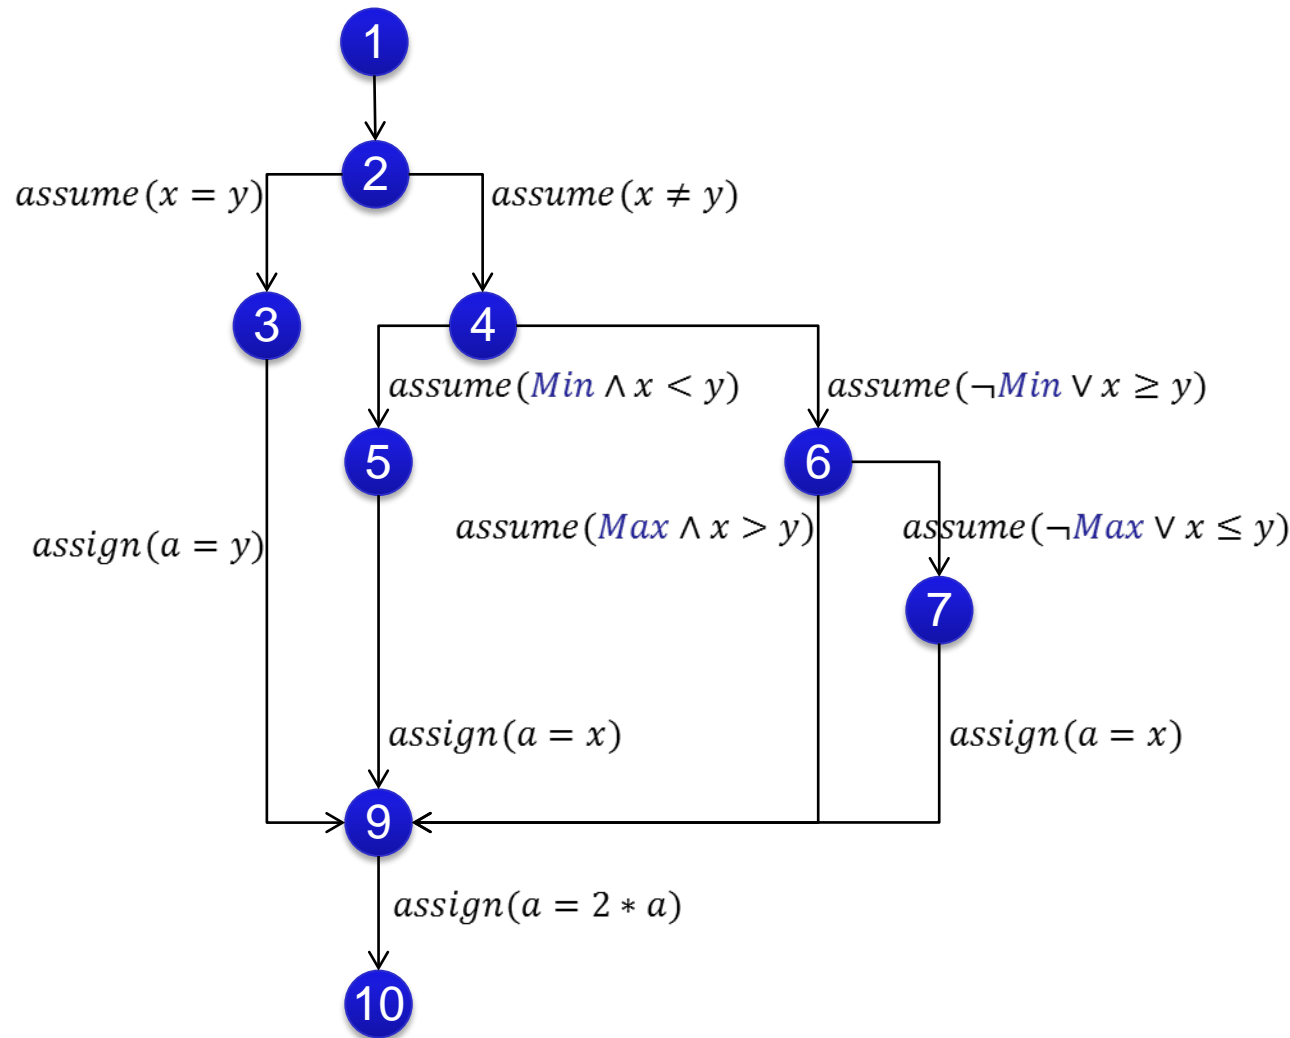 1
2
assume(x = y)
assume(x ≠ y)
3
4
assume(Min ∧ x < y)
assume(¬Min ∨ x ≥ y)
5
6
assume(Max ∧ x > y)
assume(¬Max ∨ x ≤ y)
assign(a = y)
7
assign(a = x)
assign(a = x)
9
assign(a = 2 * a)
10